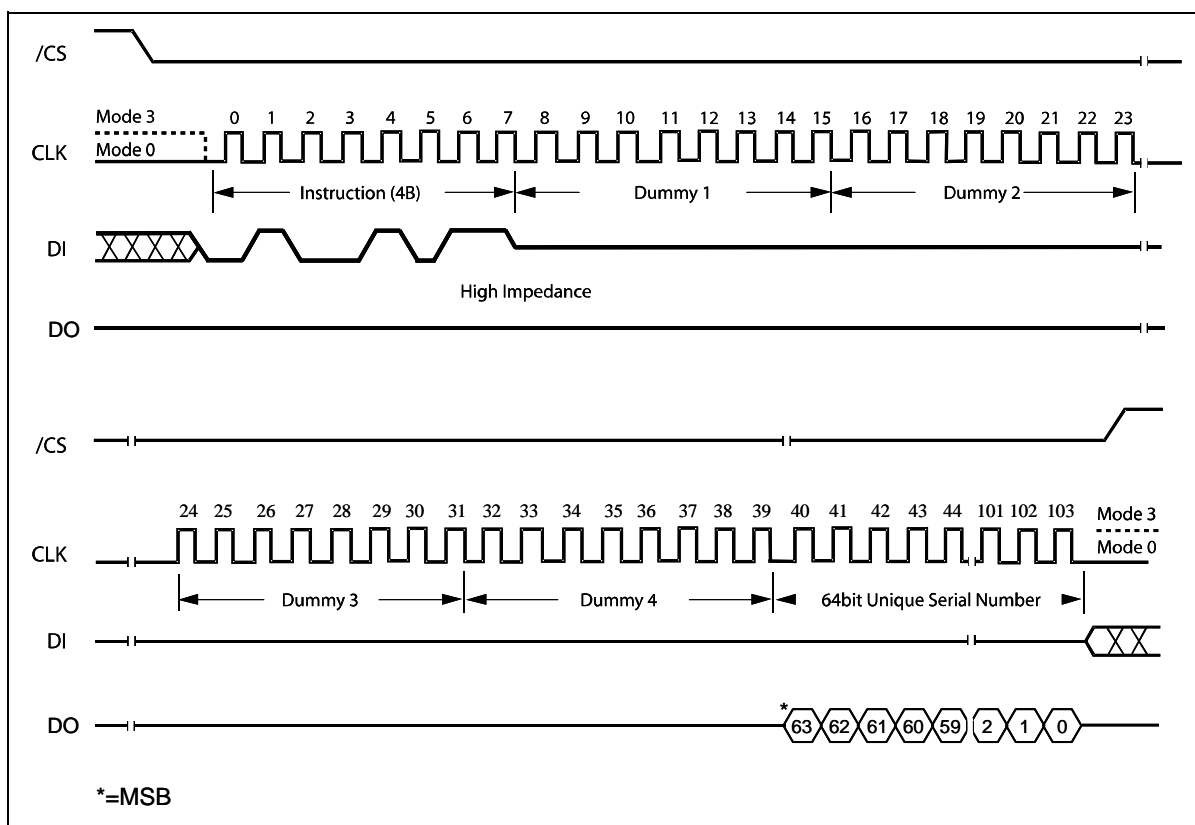 /CS
Mode 3
0 1 2 3 4 5 6 7 8 9 10 11 12 13 14 15 16 17 18 19 20 21 22 23
CLK
Mode 0
Instruction (4B) Dummy 1 Dummy 2
DI
High Impedance
DO
/CS
24 25 26 27 28 29 30 31 32 33 34 35 36 37 38 39 40 41 42 43 44 101 102 103
Mode 3
CLK
Mode 0
Dummy 3 Dummy 4 64bit Unique Serial Number
DI
*
DO
63 62 61 60 59 2 1 0
*=MSB